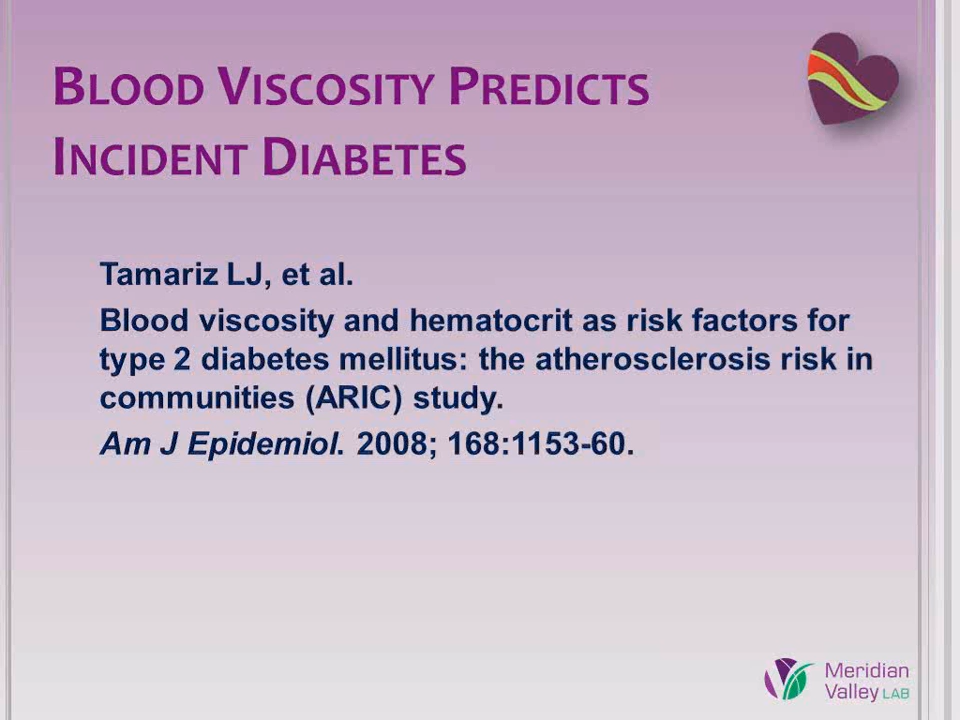 BLOOD VISCOSITY PREDICTS
INCIDENT DIABETES
Tamariz LJ, et al.
Blood viscosity and hematocrit as risk factors for
type 2 diabetes mellitus: the atherosclerosis risk in
communities (ARIC) study.
Am J Epidemiol. 2008; 168:1153-60.
Meridian
Valley LAB